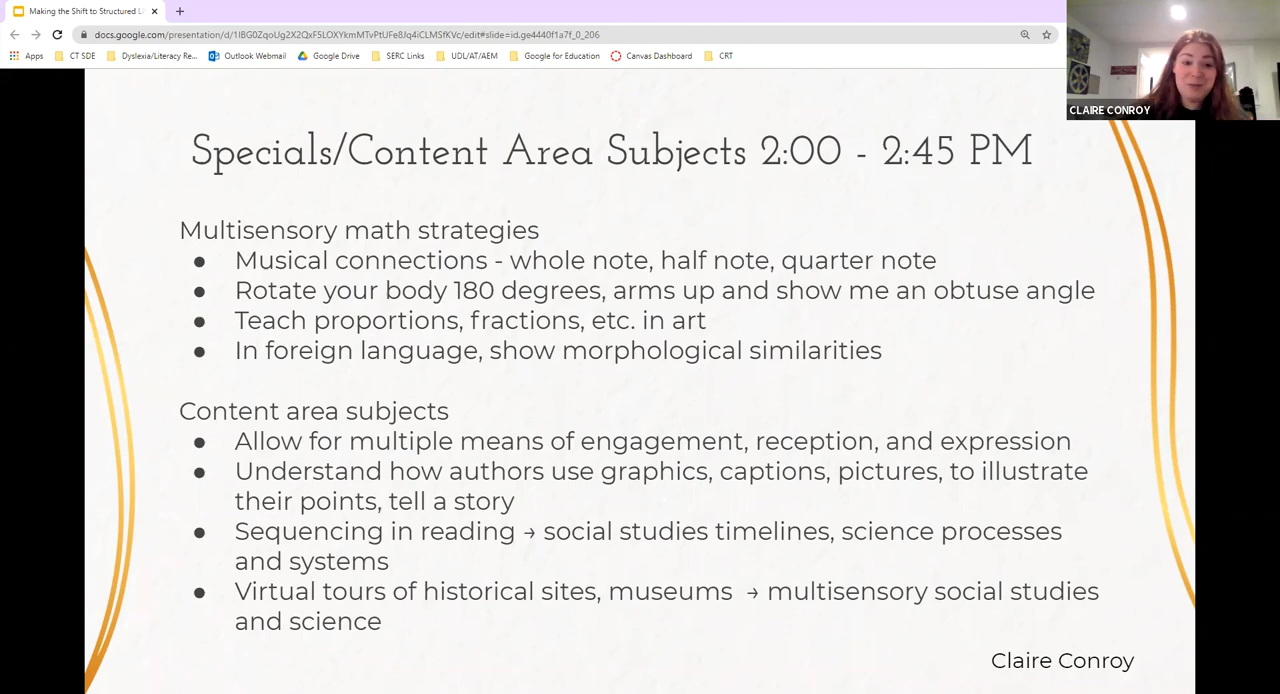 Making the Shift to Structured Li
docs.google.com/presentation/d/1IBG0ZqoUg2X2QxF5LOXYkmMTvPtUFe8Jq4iCLMSfKVc/edit#slide=id.ge4440f1a7f_0_206
Apps CT SDE Dyslexia/Literacy Re... Outlook Webmail Google Drive SERC Links UDL/AT/AEM Google for Education Canvas Dashboard CRT
CLAIRE CONROY
Specials/Content Area Subjects 2:00 - 2:45 PM
Multisensory math strategies
● Musical connections - whole note, half note, quarter note
● Rotate your body 180 degrees, arms up and show me an obtuse angle
● Teach proportions, fractions, etc. in art
● In foreign language, show morphological similarities
Content area subjects
● Allow for multiple means of engagement, reception, and expression
● Understand how authors use graphics, captions, pictures, to illustrate
their points, tell a story
● Sequencing in reading → social studies timelines, science processes
and systems
● Virtual tours of historical sites, museums → multisensory social studies
and science
Claire Conroy